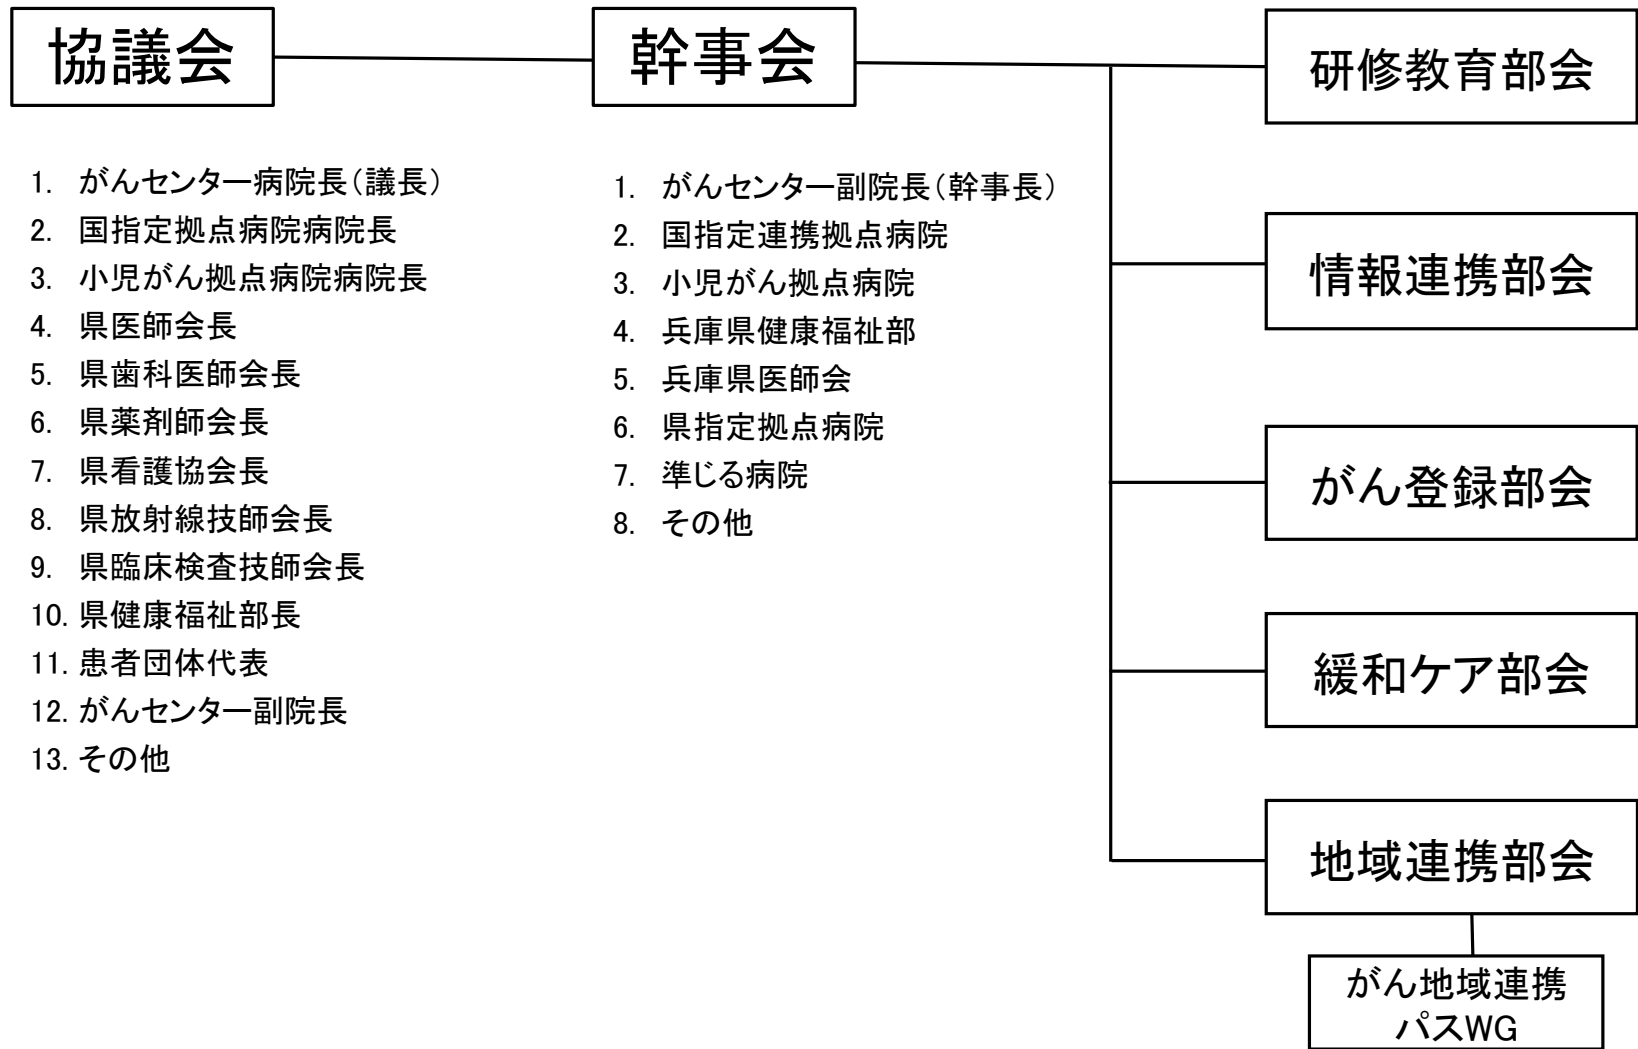 協議会
1. がんセンター病院長（議長）
2. 国指定拠点病院病院長
3. 小児がん拠点病院病院長
4. 県医師会長
5. 県歯科医師会長
6. 県薬剤師会長
7. 県看護協会長
8. 県放射線技師会長
9. 県臨床検査技師会長
10. 県健康福祉部長
11. 患者団体代表
12. がんセンター副院長
13. その他
幹事会
1. がんセンター副院長（幹事長）
2. 国指定連携拠点病院
3. 小児がん拠点病院
4. 兵庫県健康福祉部
5. 兵庫県医師会
6. 県指定拠点病院
7. 準じる病院
8. その他
研修教育部会
情報連携部会
がん登録部会
緩和ケア部会
地域連携部会
がん地域連携
パスWG